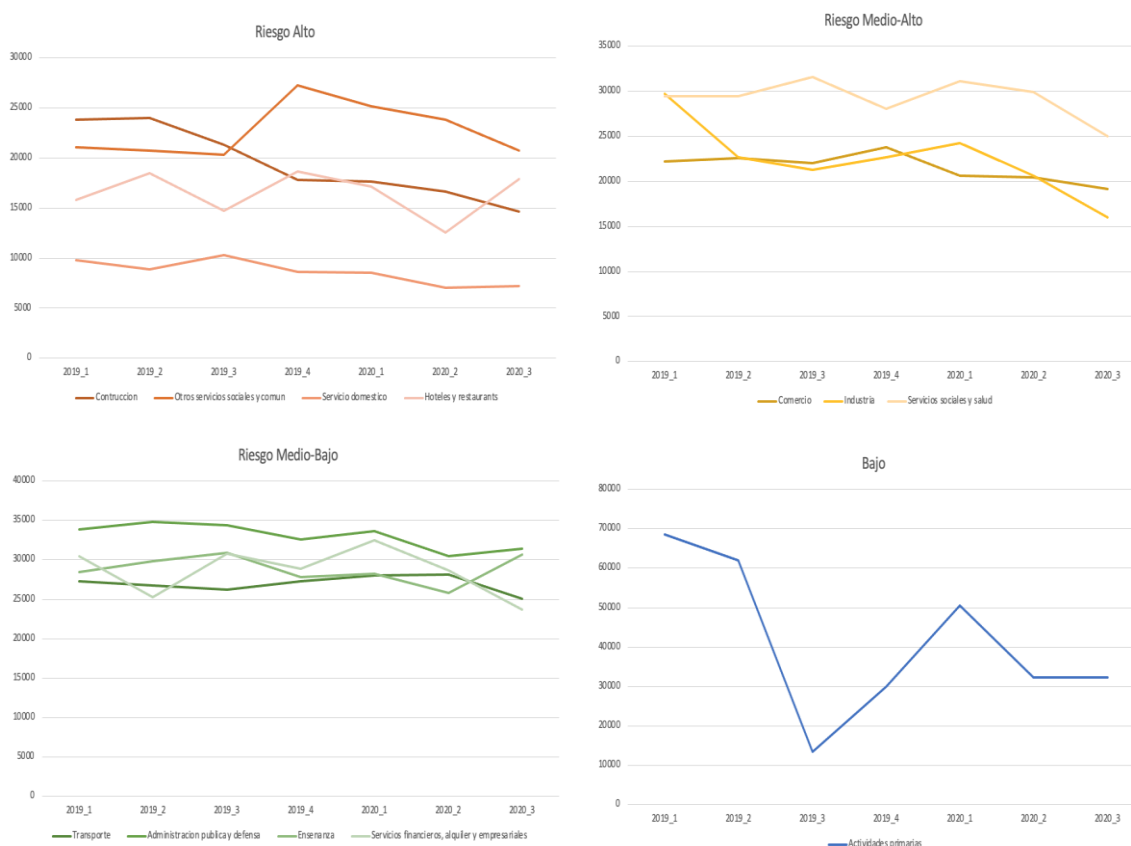 Riesgo Alto
30000
25000
20000
15000
10000
5000
0
2019_1 2019_2 2019_3 2019_4 2020_1 2020_2 2020_3
Contruccion Otros servicios sociales y comun Servicio domestico Hoteles y restaurants
Riesgo Medio-Alto
35000
30000
25000
20000
15000
10000
5000
0
2019_1 2019_2 2019_3 2019_4 2020_1 2020_2 2020_3
Comercio Industria Servicios sociales y salud
Riesgo Medio-Bajo
40000
35000
30000
25000
20000
15000
10000
5000
0
2019_1 2019_2 2019_3 2019_4 2020_1 2020_2 2020_3
Transporte Administracion publica y defensa Ensenanza Servicios financieros, alquiler y empresariales
Bajo
80000
70000
60000
50000
40000
30000
20000
10000
0
2019_1 2019_2 2019_3 2019_4 2020_1 2020_2 2020_3
Actividades primarias